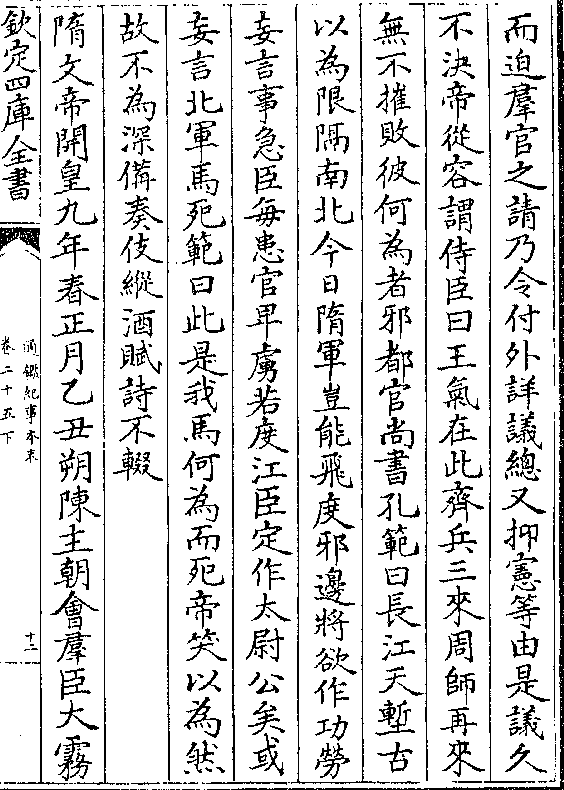 而迫羣官之請乃令付外詳議總又抑憲等由是議久
不決帝從容謂侍臣曰王氣在此齊兵三來周師再來
無不摧敗彼何為者邪都官尚書孔範曰長江天塹古
以為限隔南北今日隋軍豈能飛度邪邊將欲作功勞
妄言事急臣毎患官卑虜若度江臣定作太尉公矣或
妄言北軍馬死範曰此是我馬何為而死帝笑以為然
故不為深備奏伎縱酒賦詩不輟
隋文帝開皇九年春正月乙丑朔陳主朝會羣臣大霧
欽定四庫全書
通鑑紀事本末
卷二十五下
十三